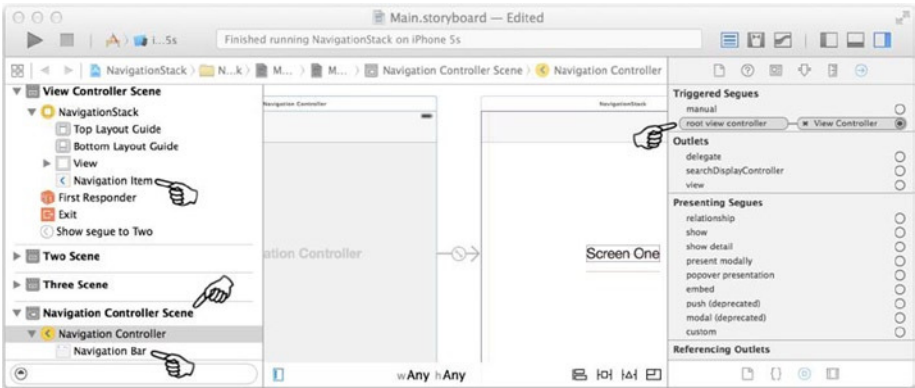 Main.storyboard — Edited
i...5s
Finished running NavigationStack on iPhone 5s
NavigationStack
N...k
M...
M...
Navigation Controller Scene
Navigation Controller
View Controller Scene
NavigationStack
Top Layout Guide
Bottom Layout Guide
View
Navigation Item
First Responder
Exit
Show segue to Two
Two Scene
Three Scene
Navigation Controller Scene
Navigation Controller
Navigation Bar
Navigation Controller
ation Controller
NavigationStack
Screen One
wAny hAny
Triggered Segues
manual
root view controller
View Controller
Outlets
delegate
searchDisplayController
view
Presenting Segues
relationship
show
show detail
present modally
popover presentation
embed
push (deprecated)
modal (deprecated)
custom
Referencing Outlets